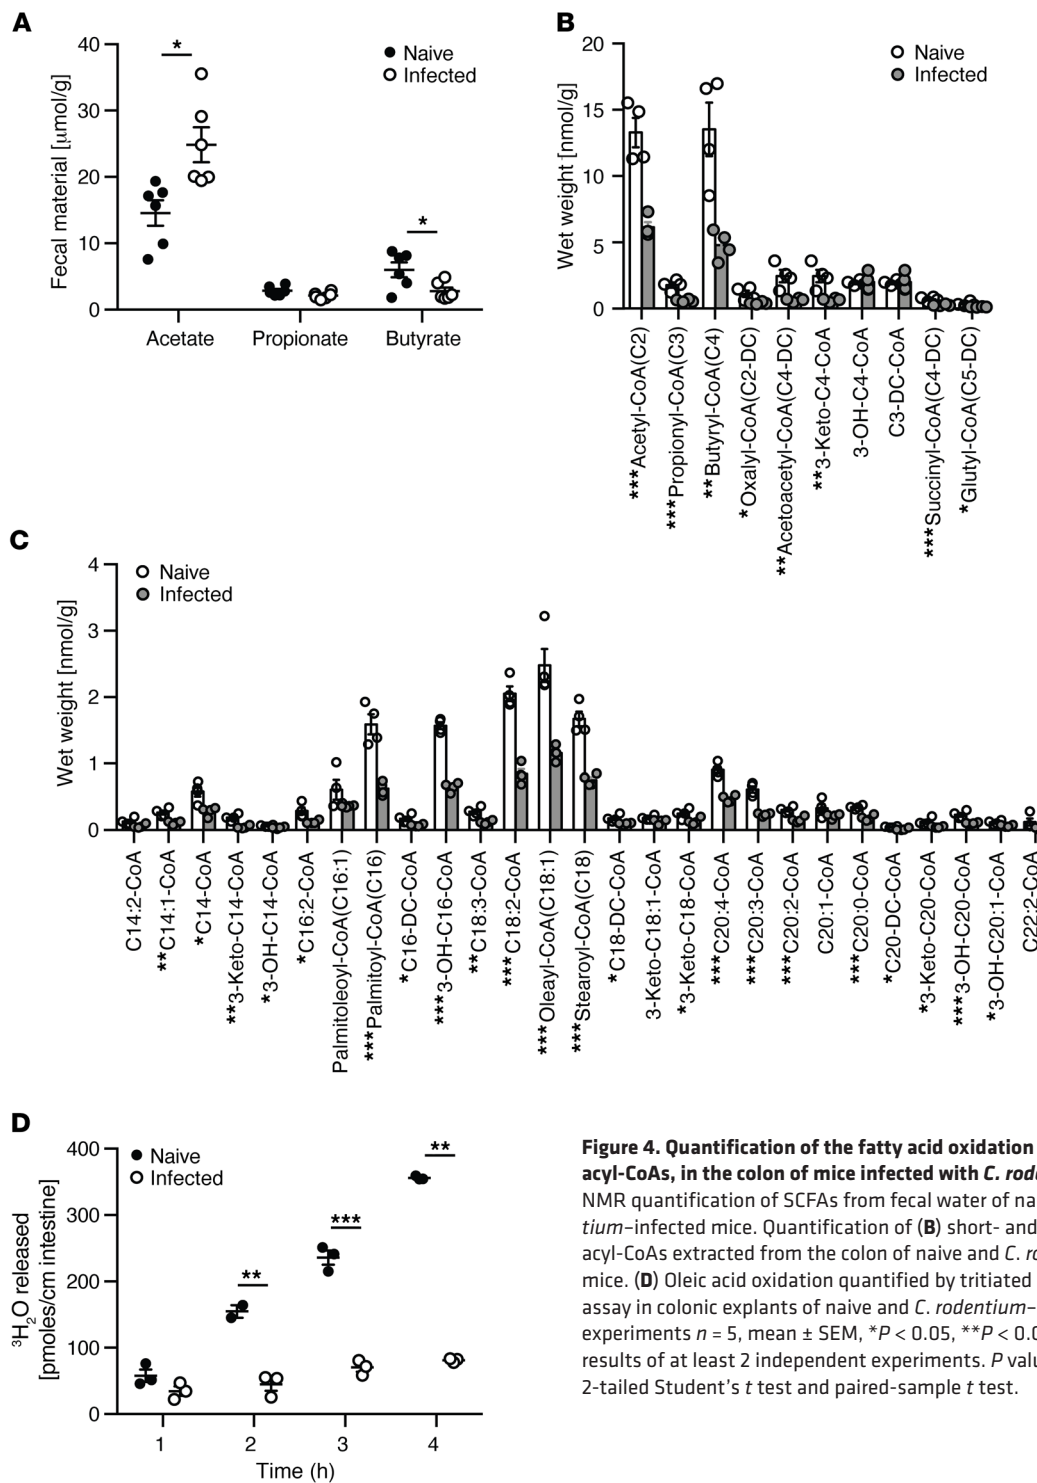 A
Fecal material [μmol/g]
40
30
20
10
0
*
*
Naive
Infected
Acetate
Propionate
Butyrate
B
Wet weight [nmol/g]
20
15
10
5
0
Naive
Infected
***Acetyl-CoA(C2)
***Propionyl-CoA(C3)
**Butyryl-CoA(C4)
*Oxalyl-CoA(C2-DC)
**Acetoacetyl-CoA(C4-DC)
**3-Keto-C4-CoA
3-OH-C4-CoA
C3-DC-CoA
***Succinyl-CoA(C4-DC)
*Glutyl-CoA(C5-DC)
C
Wet weight [nmol/g]
4
3
2
1
0
Naive
Infected
C14:2-CoA
**C14:1-CoA
*C14-CoA
**3-Keto-C14-CoA
*3-OH-C14-CoA
*C16:2-CoA
Palmitoleoyl-CoA(C16:1)
***Palmitoyl-CoA(C16)
*C16-DC-CoA
***3-OH-C16-CoA
**C18:3-CoA
***C18:2-CoA
***Oleayl-CoA(C18:1)
***Stearoyl-CoA(C18)
*C18-DC-CoA
3-Keto-C18:1-CoA
*3-Keto-C18-CoA
***C20:4-CoA
***C20:3-CoA
***C20:2-CoA
C20:1-CoA
***C20:0-CoA
*C20-DC-CoA
*3-Keto-C20-CoA
***3-OH-C20-CoA
*3-OH-C20:1-CoA
C22:2-CoA
D
³H₂O released
[pmoles/cm intestine]
400
300
200
100
0
Naive
Infected
**
***
**
1
2
3
4
Time (h)
Figure 4. Quantification of the fatty acid oxidation
acyl-CoAs, in the colon of mice infected with C. rod
NMR quantification of SCFAs from fecal water of na
tium–infected mice. Quantification of (B) short- and
acyl-CoAs extracted from the colon of naive and C. ro
mice. (D) Oleic acid oxidation quantified by tritiated
assay in colonic explants of naive and C. rodentium–
experiments n = 5, mean ± SEM, *P < 0.05, **P < 0.0
results of at least 2 independent experiments. P valu
2-tailed Student's t test and paired-sample t test.